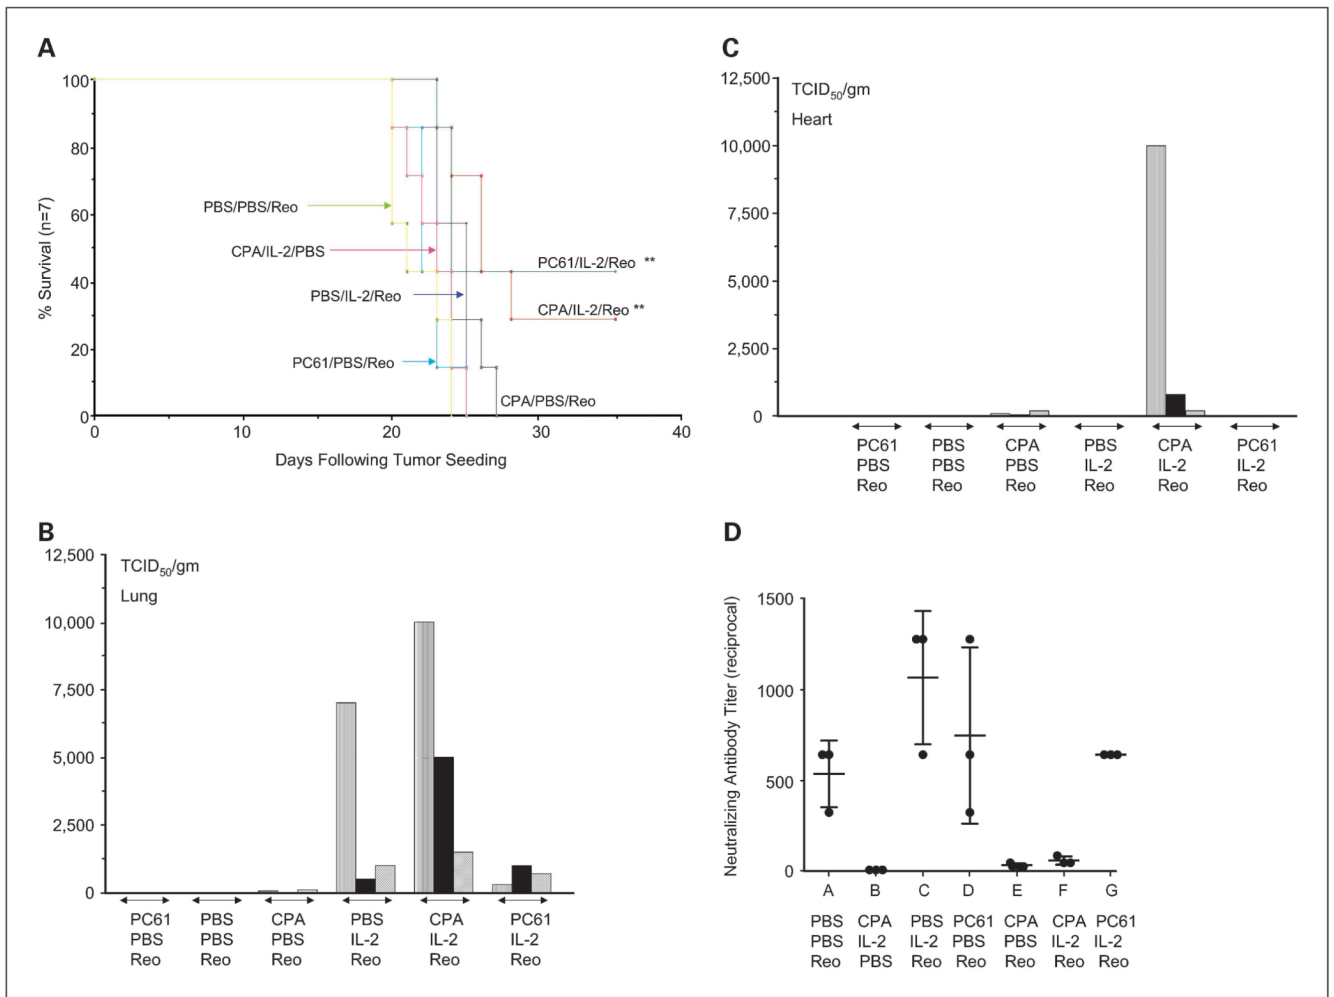 A
100
80
60
40
20
0
% Survival (n=7)
PBS/PBS/Reo
CPA/IL-2/PBS
PBS/IL-2/Reo
PC61/PBS/Reo
PC61/IL-2/Reo **
CPA/IL-2/Reo **
CPA/PBS/Reo
0 10 20 30 40
Days Following Tumor Seeding
C
12,500
10,000
7,500
5,000
2,500
0
TCID50/gm
Heart
PC61 PBS CPA PBS CPA PC61
PBS PBS PBS IL-2 IL-2 IL-2
Reo Reo Reo Reo Reo Reo
B
12,500
10,000
7,500
5,000
2,500
0
TCID50/gm
Lung
PC61 PBS CPA PBS CPA PC61
PBS PBS PBS IL-2 IL-2 IL-2
Reo Reo Reo Reo Reo Reo
D
Neutralizing Antibody Titer (reciprocal)
1500
1000
500
0
A B C D E F G
PBS CPA PBS PC61 CPA CPA PC61
PBS IL-2 IL-2 PBS PBS IL-2 IL-2
Reo PBS Reo Reo Reo Reo Reo